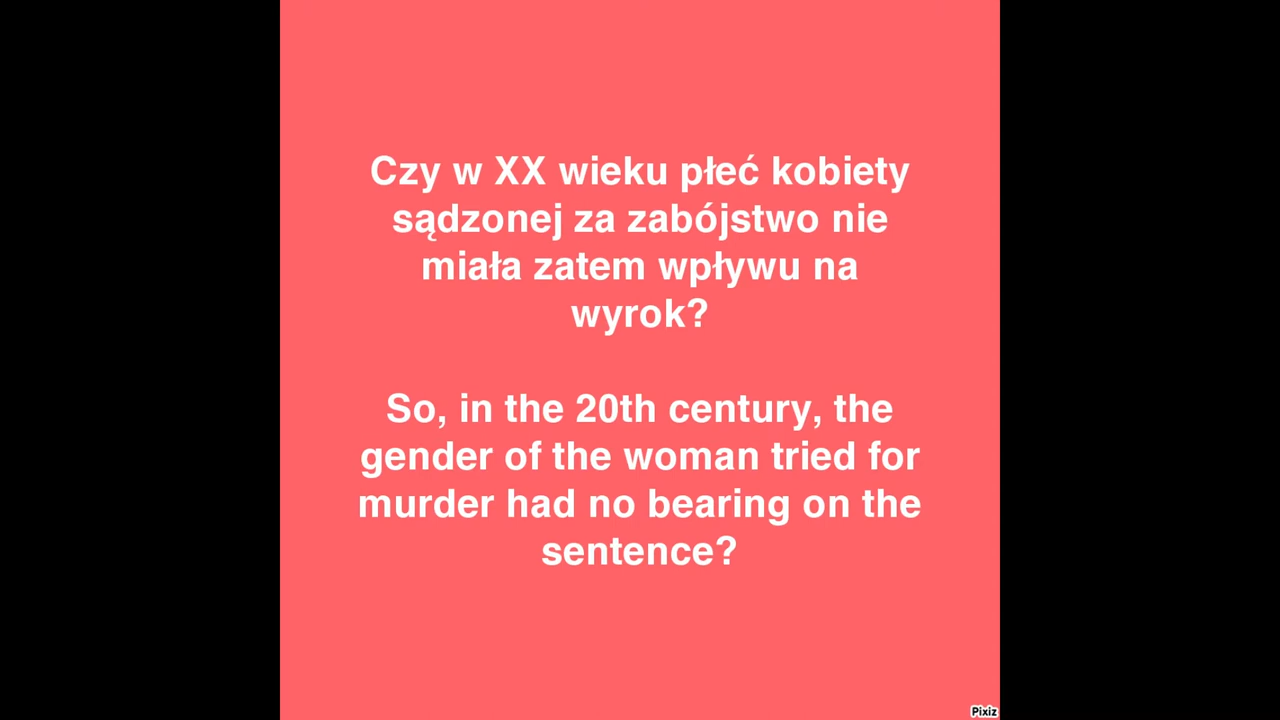 Czy w XX wieku płeć kobiety
sądzonej za zabójstwo nie
miała zatem wpływu na
wyrok?
So, in the 20th century, the
gender of the woman tried for
murder had no bearing on the
sentence?
Pixiz